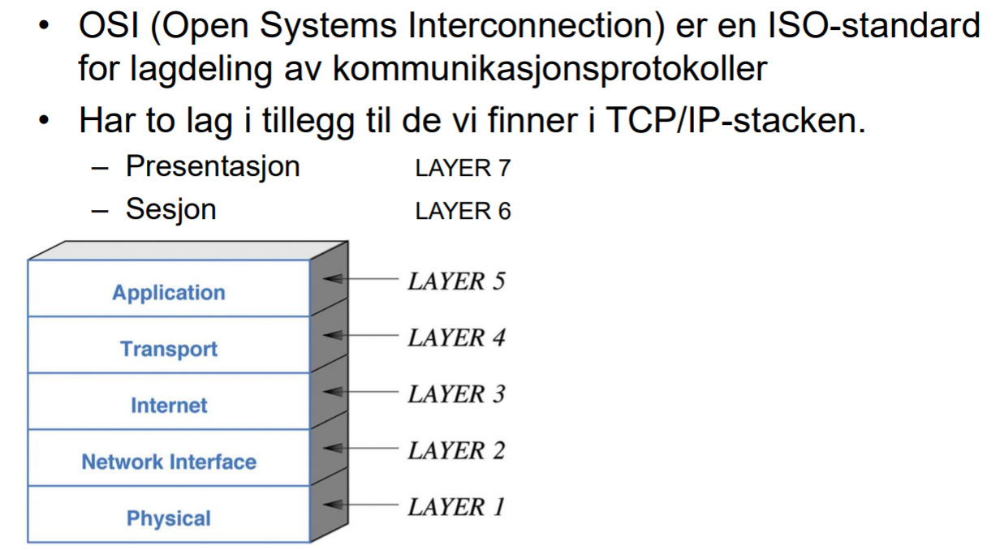 • OSI (Open Systems Interconnection) er en ISO-standard
for lagdeling av kommunikasjonsprotokoller
• Har to lag i tillegg til de vi finner i TCP/IP-stacken.
– Presentasjon LAYER 7
– Sesjon LAYER 6
Application LAYER 5
Transport LAYER 4
Internet LAYER 3
Network Interface LAYER 2
Physical LAYER 1